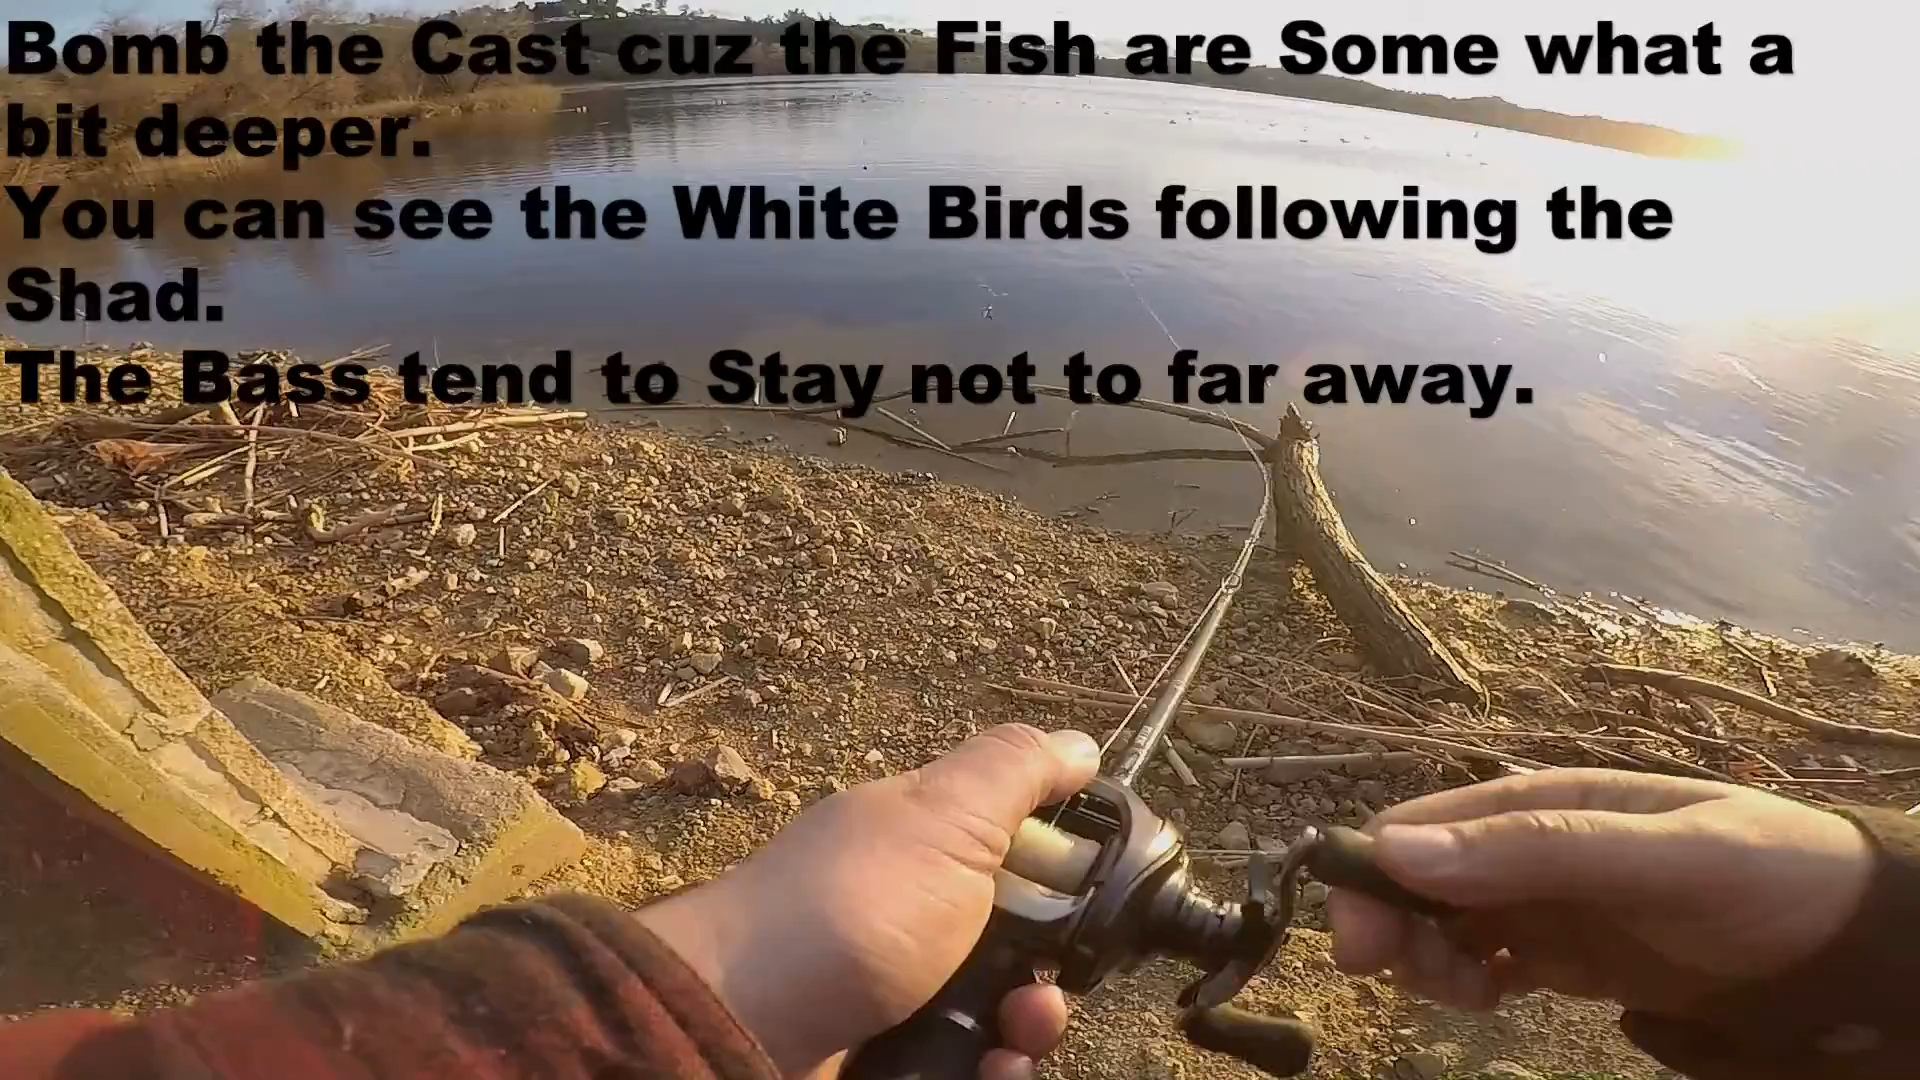 Bomb the Cast cuz the Fish are Some what a
bit deeper.
You can see the White Birds following the
Shad.
The Bass tend to Stay not to far away.